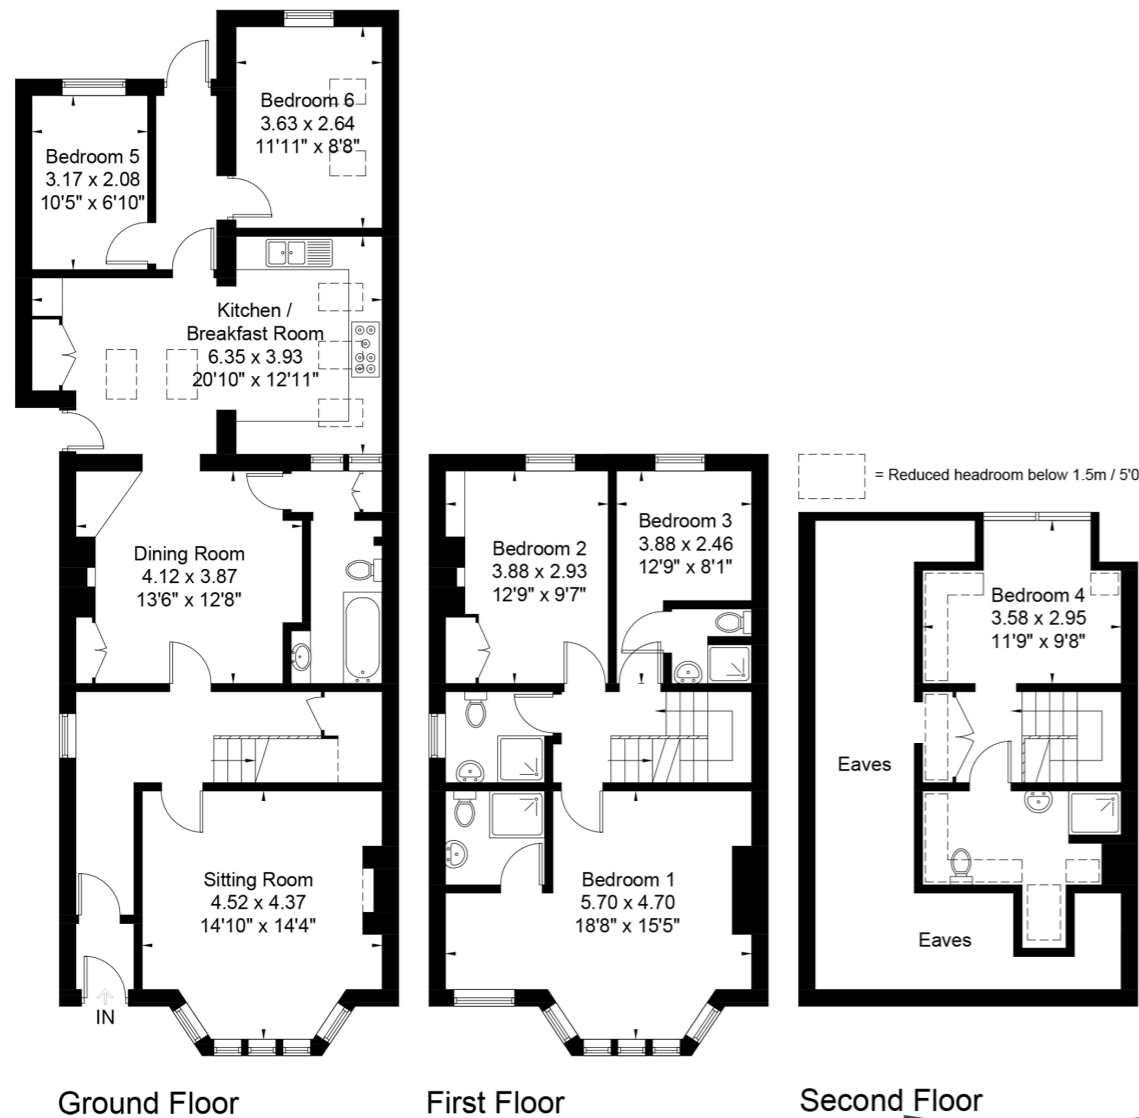 Bedroom 6
3.63 x 2.64
11'11" x 8'8"
Bedroom 5
3.17 x 2.08
10'5" x 6'10"
Kitchen /
Breakfast Room
6.35 x 3.93
20'10" x 12'11"
Dining Room
4.12 x 3.87
13'6" x 12'8"
Sitting Room
4.52 x 4.37
14'10" x 14'4"
IN
Ground Floor
Bedroom 2
3.88 x 2.93
12'9" x 9'7"
Bedroom 3
3.88 x 2.46
12'9" x 8'1"
Bedroom 1
5.70 x 4.70
18'8" x 15'5"
First Floor
= Reduced headroom below 1.5m / 5'0
Bedroom 4
3.58 x 2.95
11'9" x 9'8"
Eaves
Eaves
Second Floor